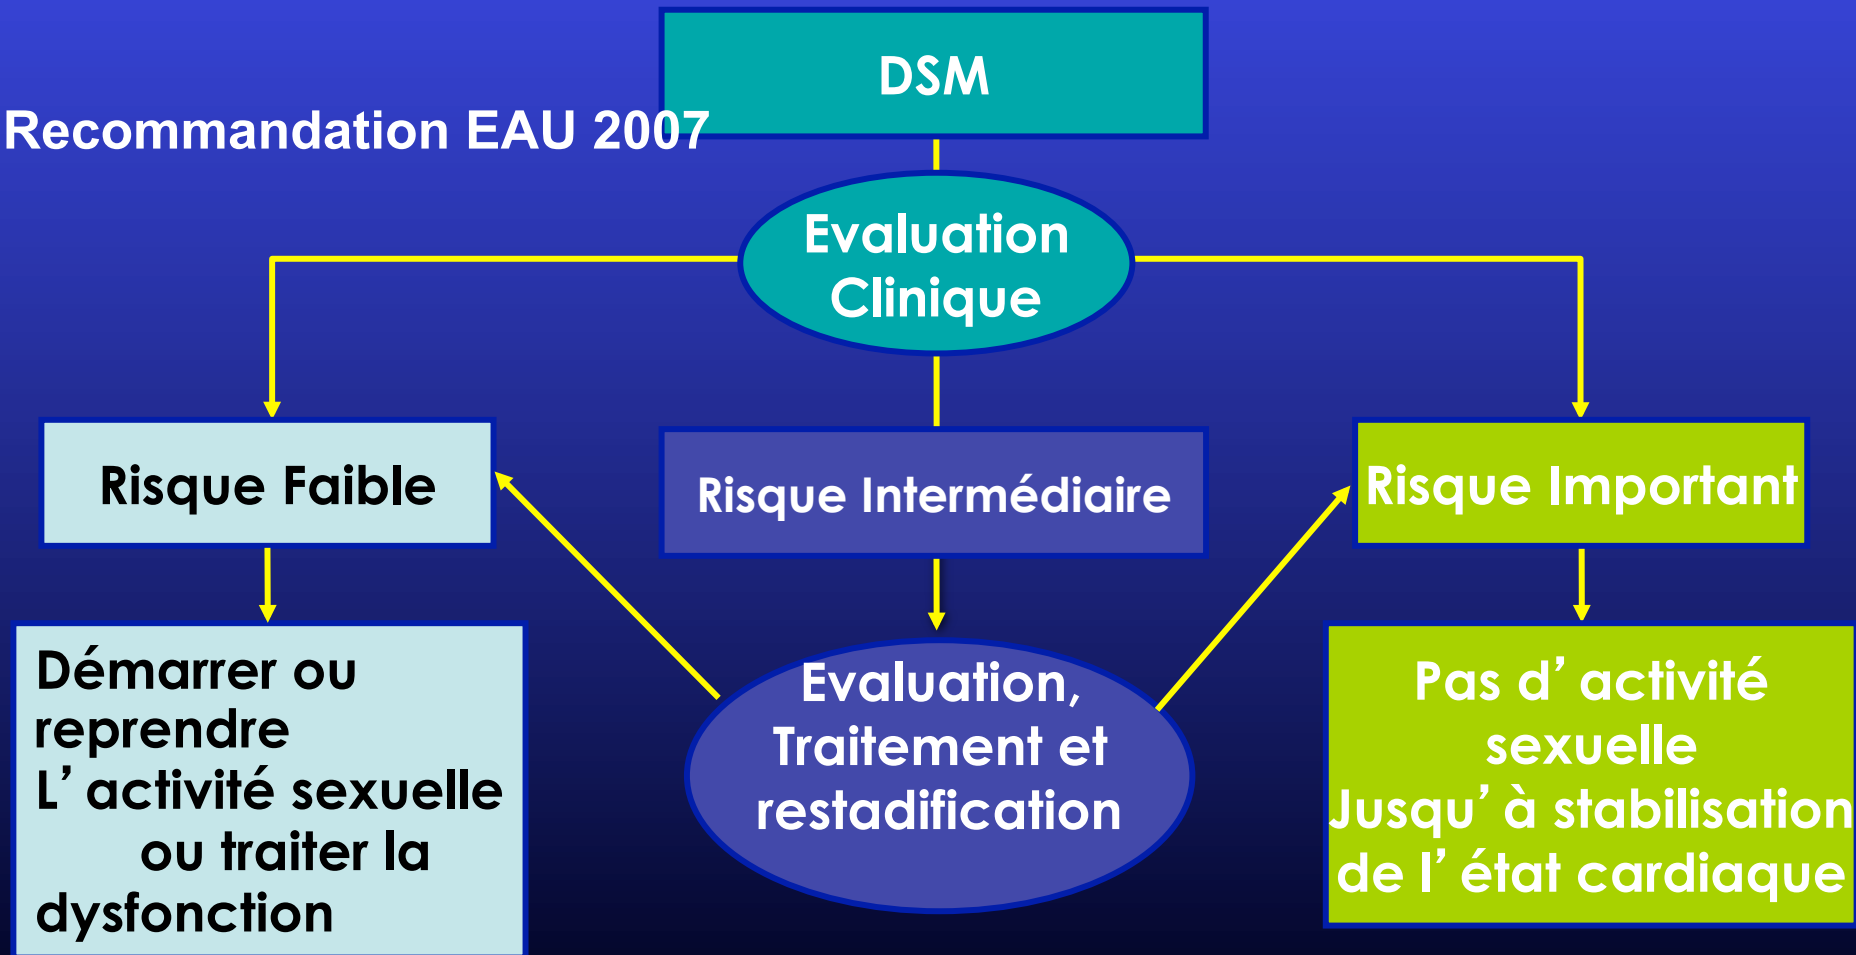 DSM
Recommandation EAU 2007
Evaluation
Clinique
Risque Faible
Risque Intermédiaire
Risque Important
Démarrer ou
reprendre
L’ activité sexuelle
ou traiter la
dysfonction
Evaluation,
Traitement et
restadification
Pas d’ activité
sexuelle
Jusqu’ à stabilisation
de l’ état cardiaque